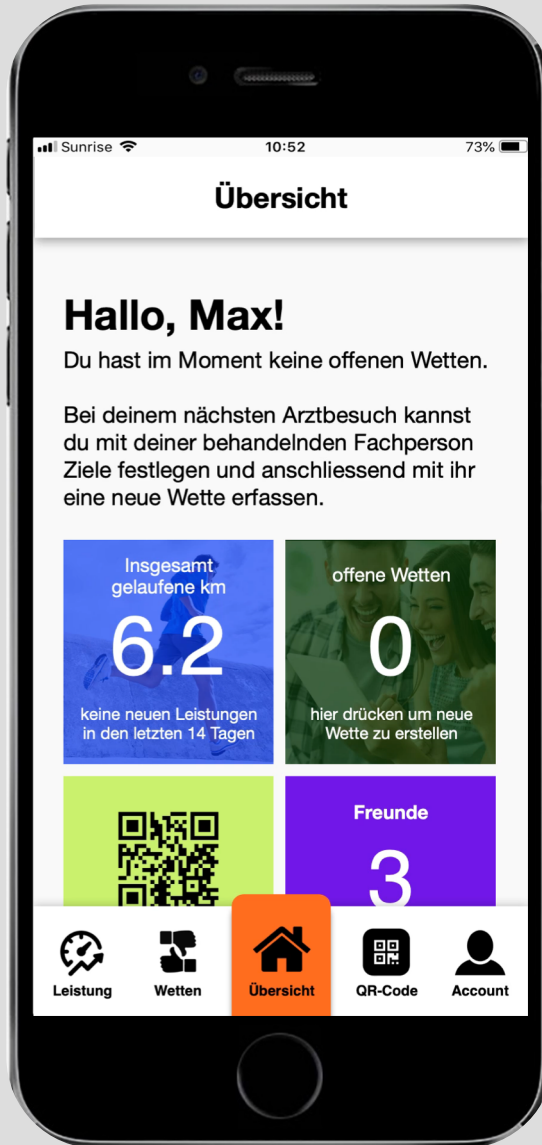 Sunrise 10:52 73%
Übersicht
Hallo, Max!
Du hast im Moment keine offenen Wetten.
Bei deinem nächsten Arztbesuch kannst
du mit deiner behandelnden Fachperson
Ziele festlegen und anschliessend mit ihr
eine neue Wette erfassen.
Insgesamt
gelaufene km
6.2
keine neuen Leistungen
in den letzten 14 Tagen
offene Wetten
0
hier drücken um neue
Wette zu erstellen
Freunde
3
Leistung
Wetten
Übersicht
QR-Code
Account